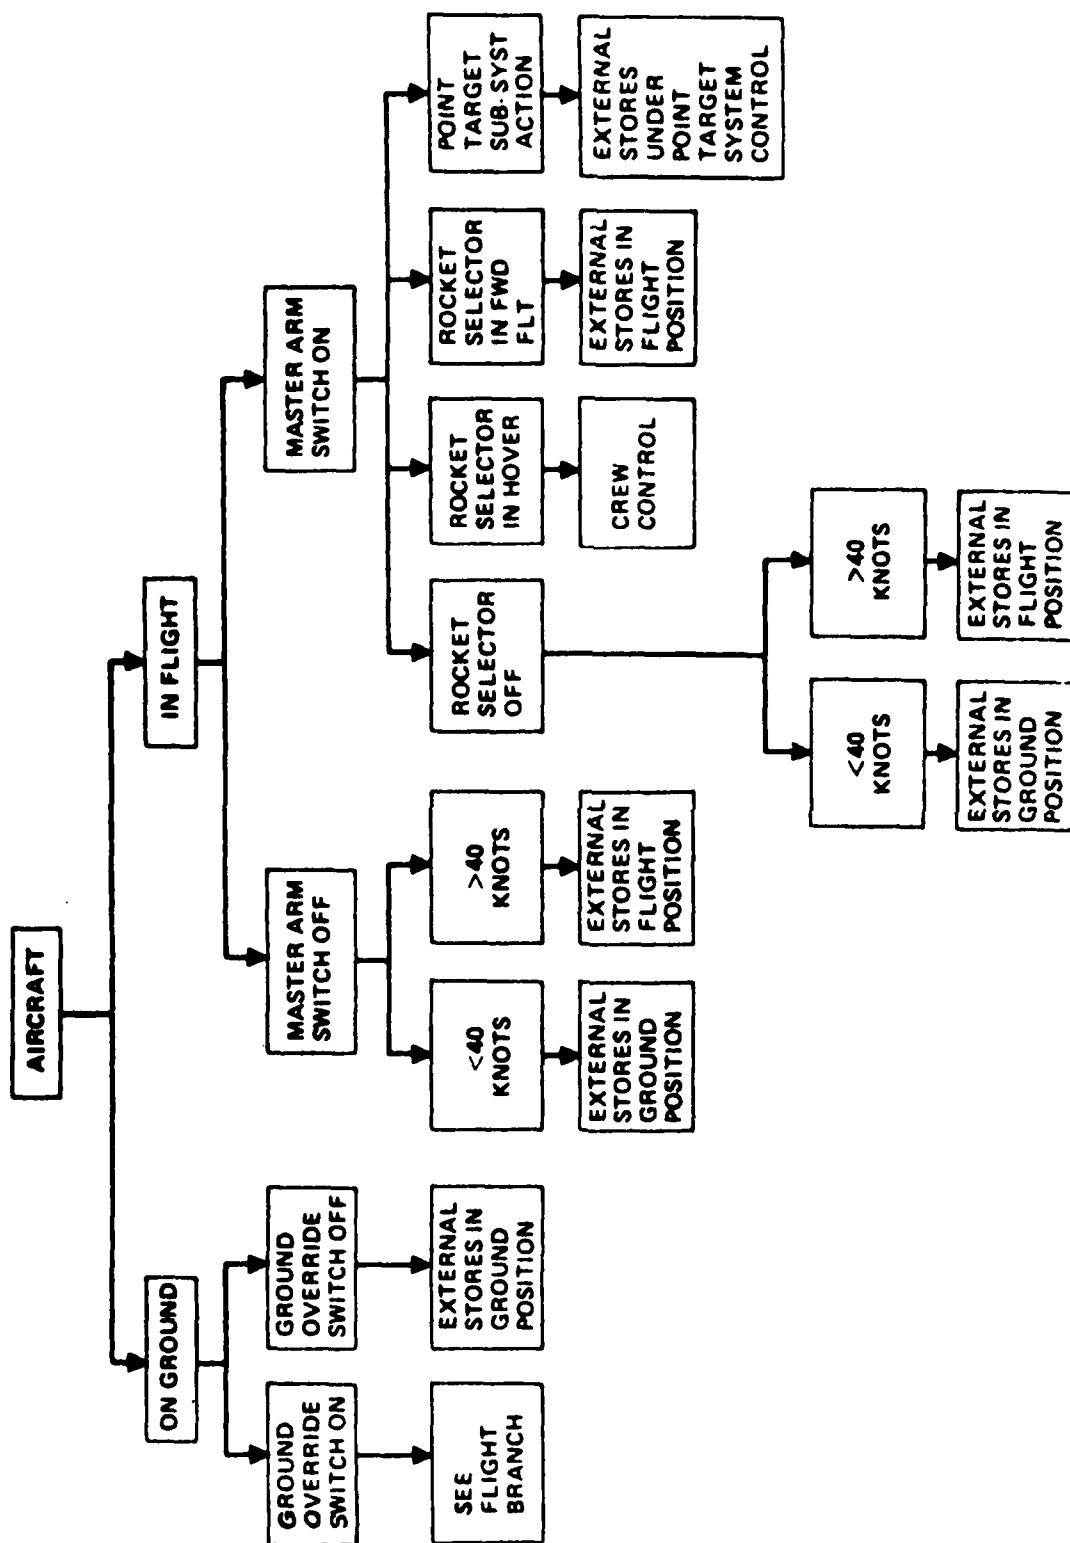 AIRCRAFT
ON GROUND
IN FLIGHT
GROUND
OVERRIDE
SWITCH ON
GROUND
OVERRIDE
SWITCH OFF
MASTER ARM
SWITCH OFF
MASTER ARM
SWITCH ON
SEE
FLIGHT
BRANCH
EXTERNAL
STORES IN
GROUND
POSITION
<40
KNOTS
>40
KNOTS
ROCKET
SELECTOR
OFF
ROCKET
SELECTOR
IN HOVER
ROCKET
SELECTOR
IN FWD
FLT
POINT
TARGET
SUB-SYST
ACTION
EXTERNAL
STORES IN
GROUND
POSITION
EXTERNAL
STORES IN
FLIGHT
POSITION
CREW
CONTROL
EXTERNAL
STORES IN
FLIGHT
POSITION
EXTERNAL
STORES
UNDER
POINT
TARGET
SYSTEM
CONTROL
<40
KNOTS
>40
KNOTS
EXTERNAL
STORES IN
GROUND
POSITION
EXTERNAL
STORES IN
FLIGHT
POSITION